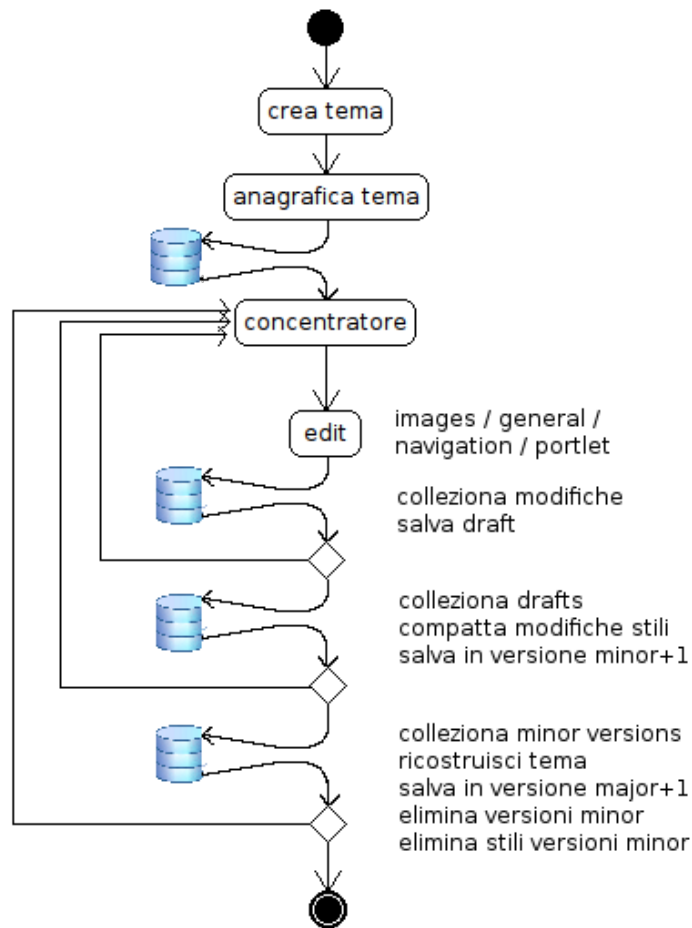 crea tema
anagrafica tema
concentratore
edit
images / general /
navigation / portlet
colleziona modifiche
salva draft
colleziona drafts
compatta modifiche stili
salva in versione minor+1
colleziona minor versions
ricostruisci tema
salva in versione major+1
elimina versioni minor
elimina stili versioni minor